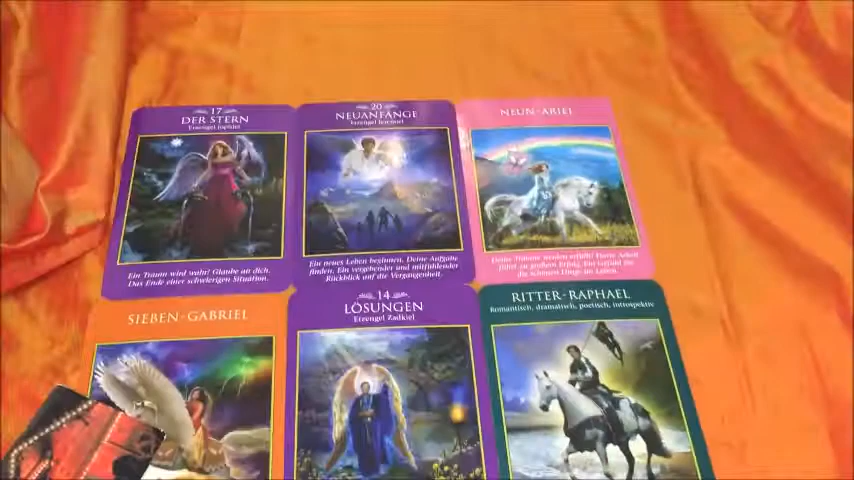 17
DER STERN
Erzengel Jophiel
Ein Traum wird wahr! Glaube an dich.
Das Ende einer schwierigen Situation.
20
NEUANFÄNGE
Erzengel Jeremiel
Ein neues Leben beginnen. Deine Aufgabe
finden. Ein vergebender und mitfühlender
Rückblick auf die Vergangenheit.
NEUN-ARIEL
Deine Träume werden erfüllt! Harte Arbeit
führt zu großem Erfolg. Ein Gefühl für
die schönen Dinge im Leben.
SIEBEN-GABRIEL
14
LÖSUNGEN
Erzengel Zadkiel
RITTER-RAPHAEL
Romantisch, dramatisch, poetisch, introspektiv